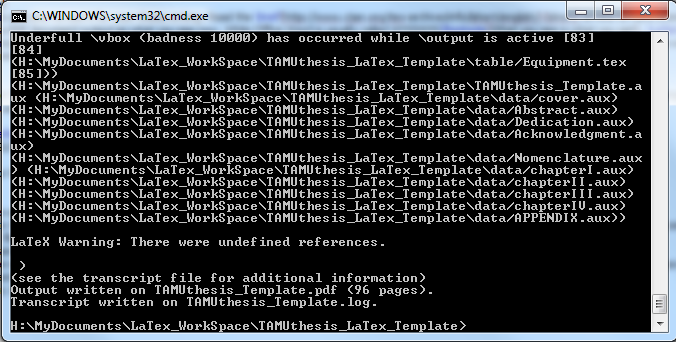 C:\WINDOWS\system32\cmd.exe
Underfull \vbox (badness 10000) has occurred while \output is active [83]
[84]
(H:\MyDocuments\LaTex_WorkSpace\TAMUthesis_LaTex_Template\table/Equipment.tex
[85]))
(H:\MyDocuments\LaTex_WorkSpace\TAMUthesis_LaTex_Template\TAMUthesis_Template.a
ux (H:\MyDocuments\LaTex_WorkSpace\TAMUthesis_LaTex_Template\data/cover.aux)
(H:\MyDocuments\LaTex_WorkSpace\TAMUthesis_LaTex_Template\data/Abstract.aux)
(H:\MyDocuments\LaTex_WorkSpace\TAMUthesis_LaTex_Template\data/Dedication.aux)
(H:\MyDocuments\LaTex_WorkSpace\TAMUthesis_LaTex_Template\data/Acknowledgment.a
ux)
(H:\MyDocuments\LaTex_WorkSpace\TAMUthesis_LaTex_Template\data/Nomenclature.aux
) (H:\MyDocuments\LaTex_WorkSpace\TAMUthesis_LaTex_Template\data/chapterI.aux)
(H:\MyDocuments\LaTex_WorkSpace\TAMUthesis_LaTex_Template\data/chapterII.aux)
(H:\MyDocuments\LaTex_WorkSpace\TAMUthesis_LaTex_Template\data/chapterIII.aux)
(H:\MyDocuments\LaTex_WorkSpace\TAMUthesis_LaTex_Template\data/chapterIV.aux)
(H:\MyDocuments\LaTex_WorkSpace\TAMUthesis_LaTex_Template\data/APPENDIX.aux))
LaTeX Warning: There were undefined references.
)
(see the transcript file for additional information)
Output written on TAMUthesis_Template.pdf (96 pages).
Transcript written on TAMUthesis_Template.log.
H:\MyDocuments\LaTex_WorkSpace\TAMUthesis_LaTex_Template>